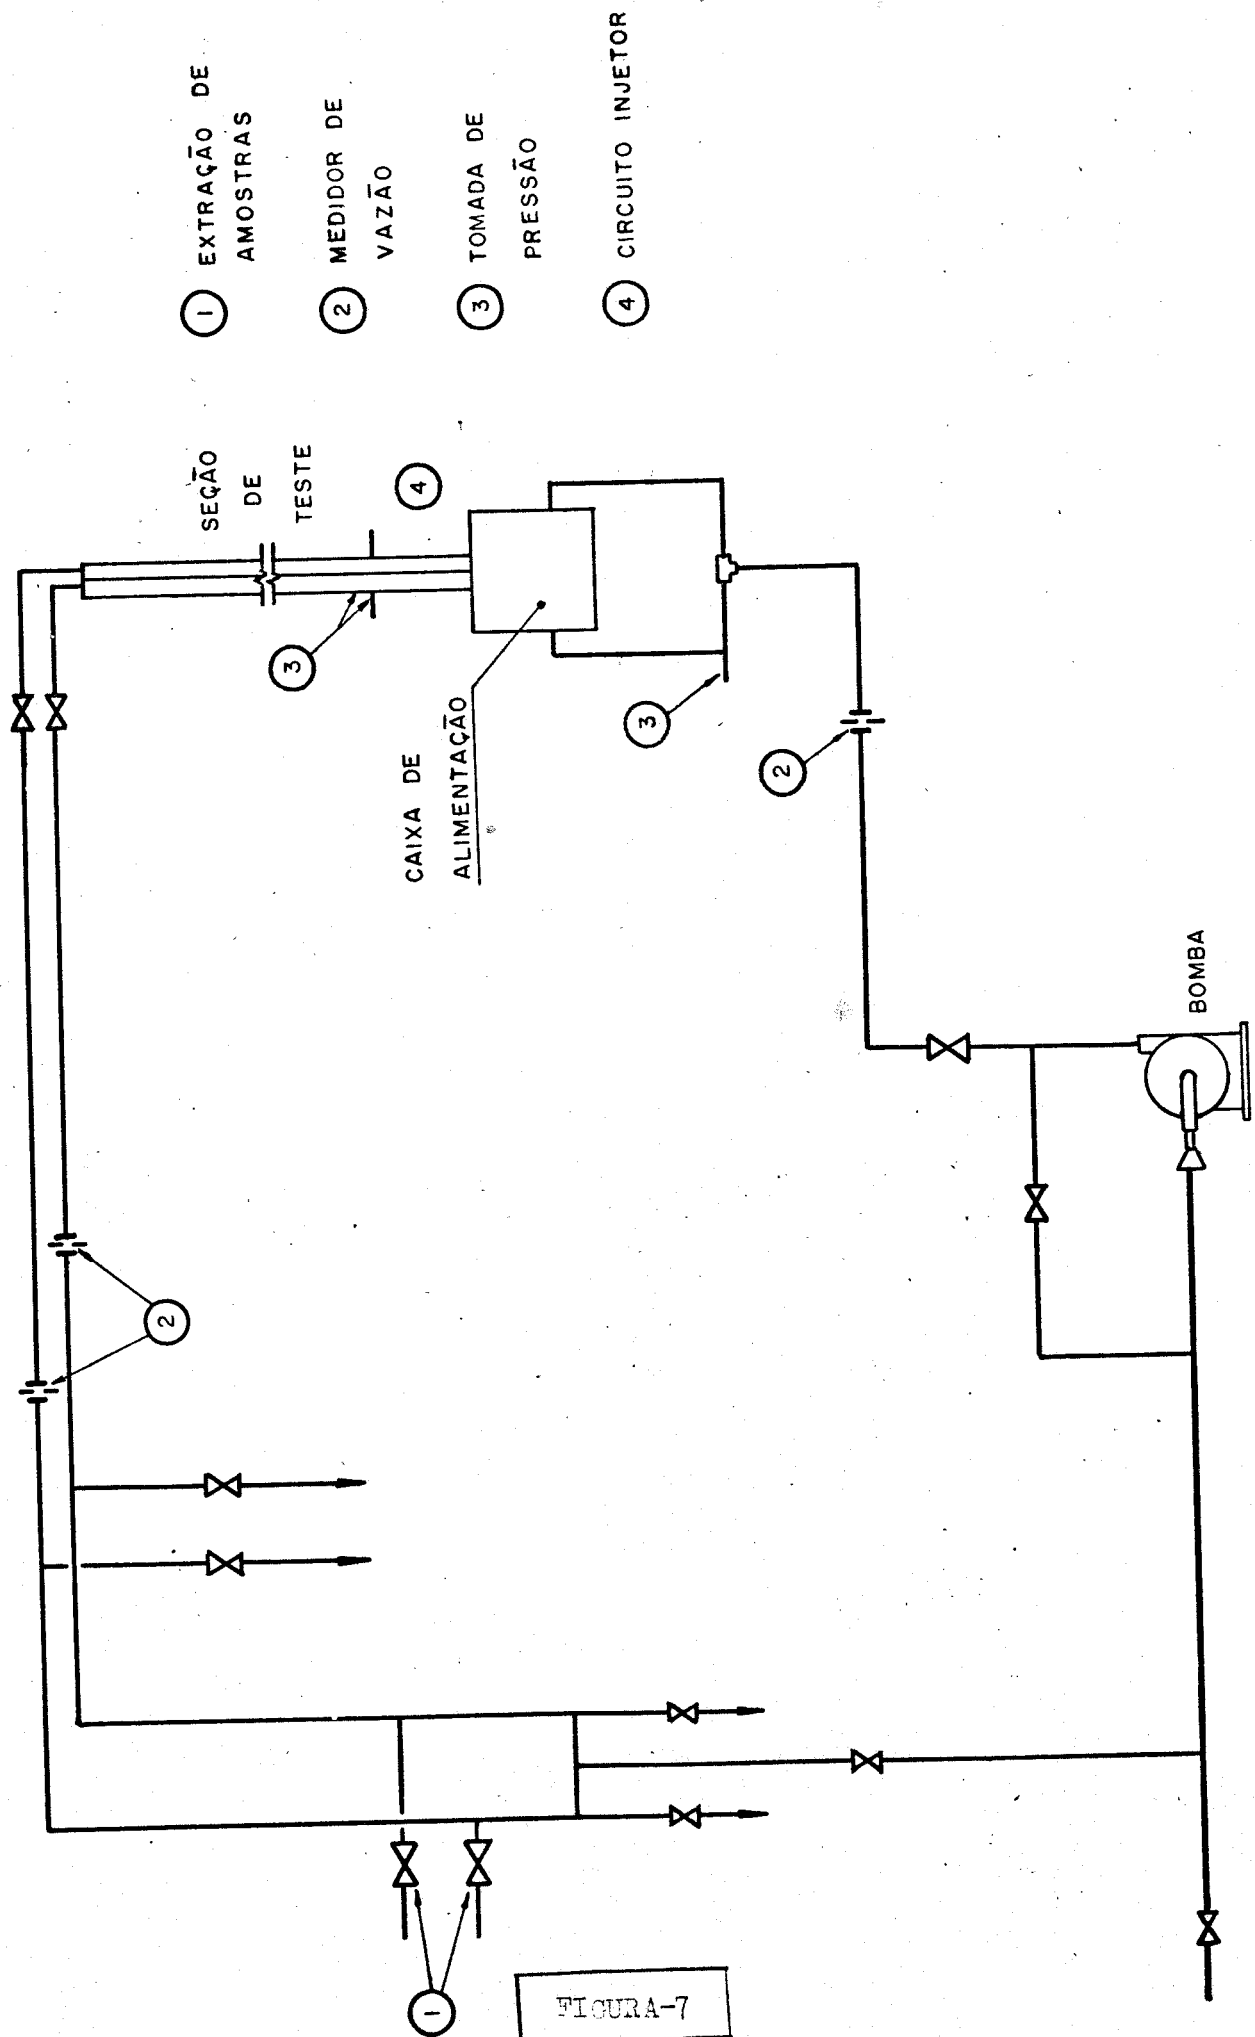 1 EXTRAÇÃO DE
AMOSTRAS
2 MEDIDOR DE
VAZÃO
3 TOMADA DE
PRESSÃO
4 CIRCUITO INJETOR
SEÇÃO
DE
TESTE
4
3
CAIXA DE
ALIMENTAÇÃO
3
2
BOMBA
2
1
FIGURA-7